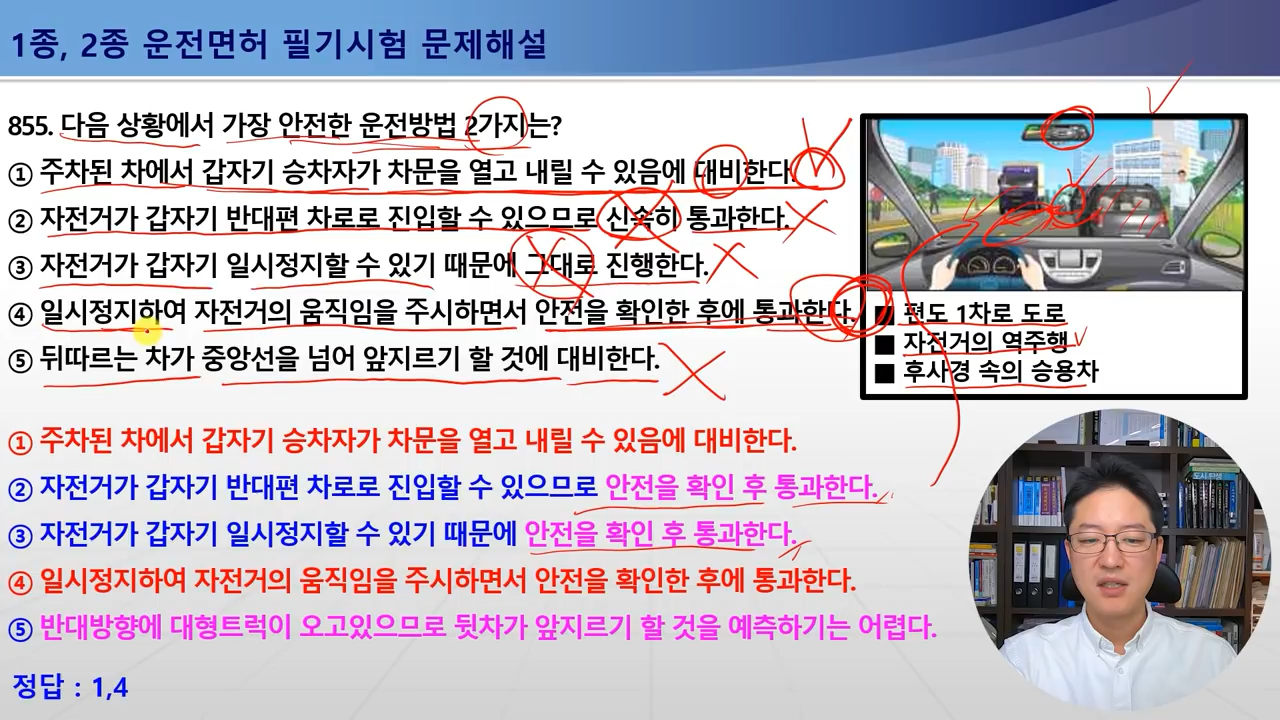 1종, 2종 운전면허 필기시험 문제해설
855. 다음 상황에서 가장 안전한 운전방법 2가지는?
① 주차된 차에서 갑자기 승차자가 차문을 열고 내릴 수 있음에 대비한다.
② 자전거가 갑자기 반대편 차로로 진입할 수 있으므로 신속히 통과한다.
③ 자전거가 갑자기 일시정지할 수 있기 때문에 그대로 진행한다.
④ 일시정지하여 자전거의 움직임을 주시하면서 안전을 확인한 후에 통과한다.
⑤ 뒤따르는 차가 중앙선을 넘어 앞지르기 할 것에 대비한다.
■ 편도 1차로 도로
■ 자전거의 역주행
■ 후사경 속의 승용차
① 주차된 차에서 갑자기 승차자가 차문을 열고 내릴 수 있음에 대비한다.
② 자전거가 갑자기 반대편 차로로 진입할 수 있으므로 안전을 확인 후 통과한다.
③ 자전거가 갑자기 일시정지할 수 있기 때문에 안전을 확인 후 통과한다.
④ 일시정지하여 자전거의 움직임을 주시하면서 안전을 확인한 후에 통과한다.
⑤ 반대방향에 대형트럭이 오고있으므로 뒷차가 앞지르기 할 것을 예측하기는 어렵다.
정답 : 1,4